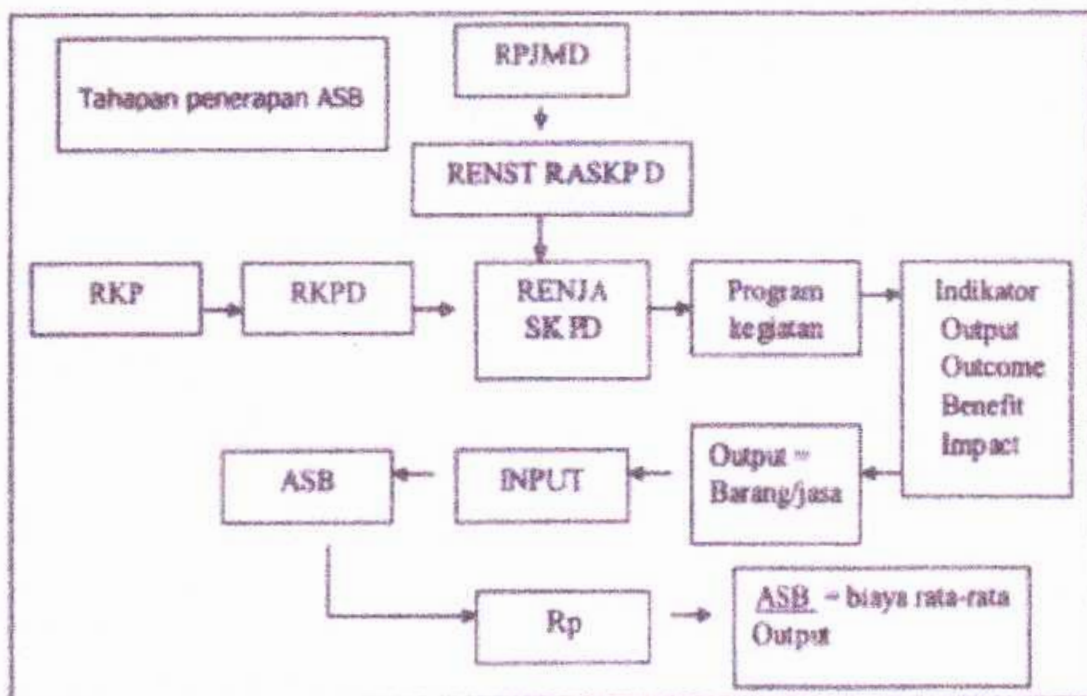 RPJMD
Tahapan penerapan ASB
RENST RASKP D
RKP
RKPD
RENJA
SK PD
Program
kegiatan
Indikator
Output
Outcome
Benefit
Impact
ASB
INPUT
Output =
Barang/jasa
Rp
ASB = biaya rata-rata
Output